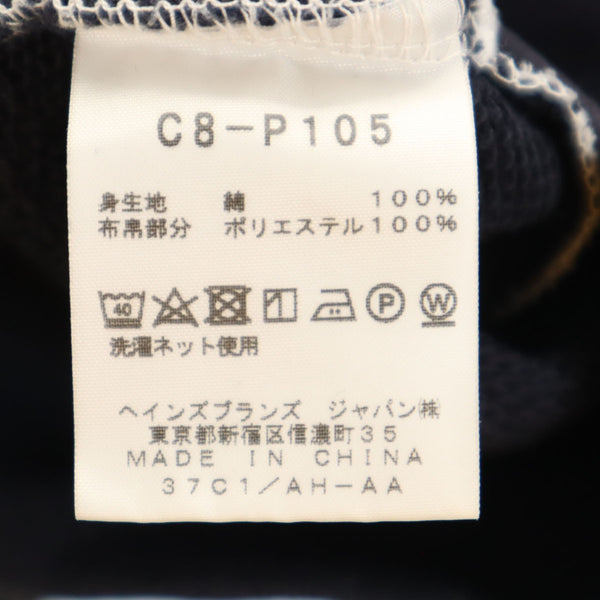 C8-P105
身生地 綿 100%
布帛部分 ポリエステル100%
40 P W
洗濯ネット使用
ヘインズブランズ ジャパン㈱
東京都新宿区信濃町35
MADE IN CHINA
37C1/AH-AA